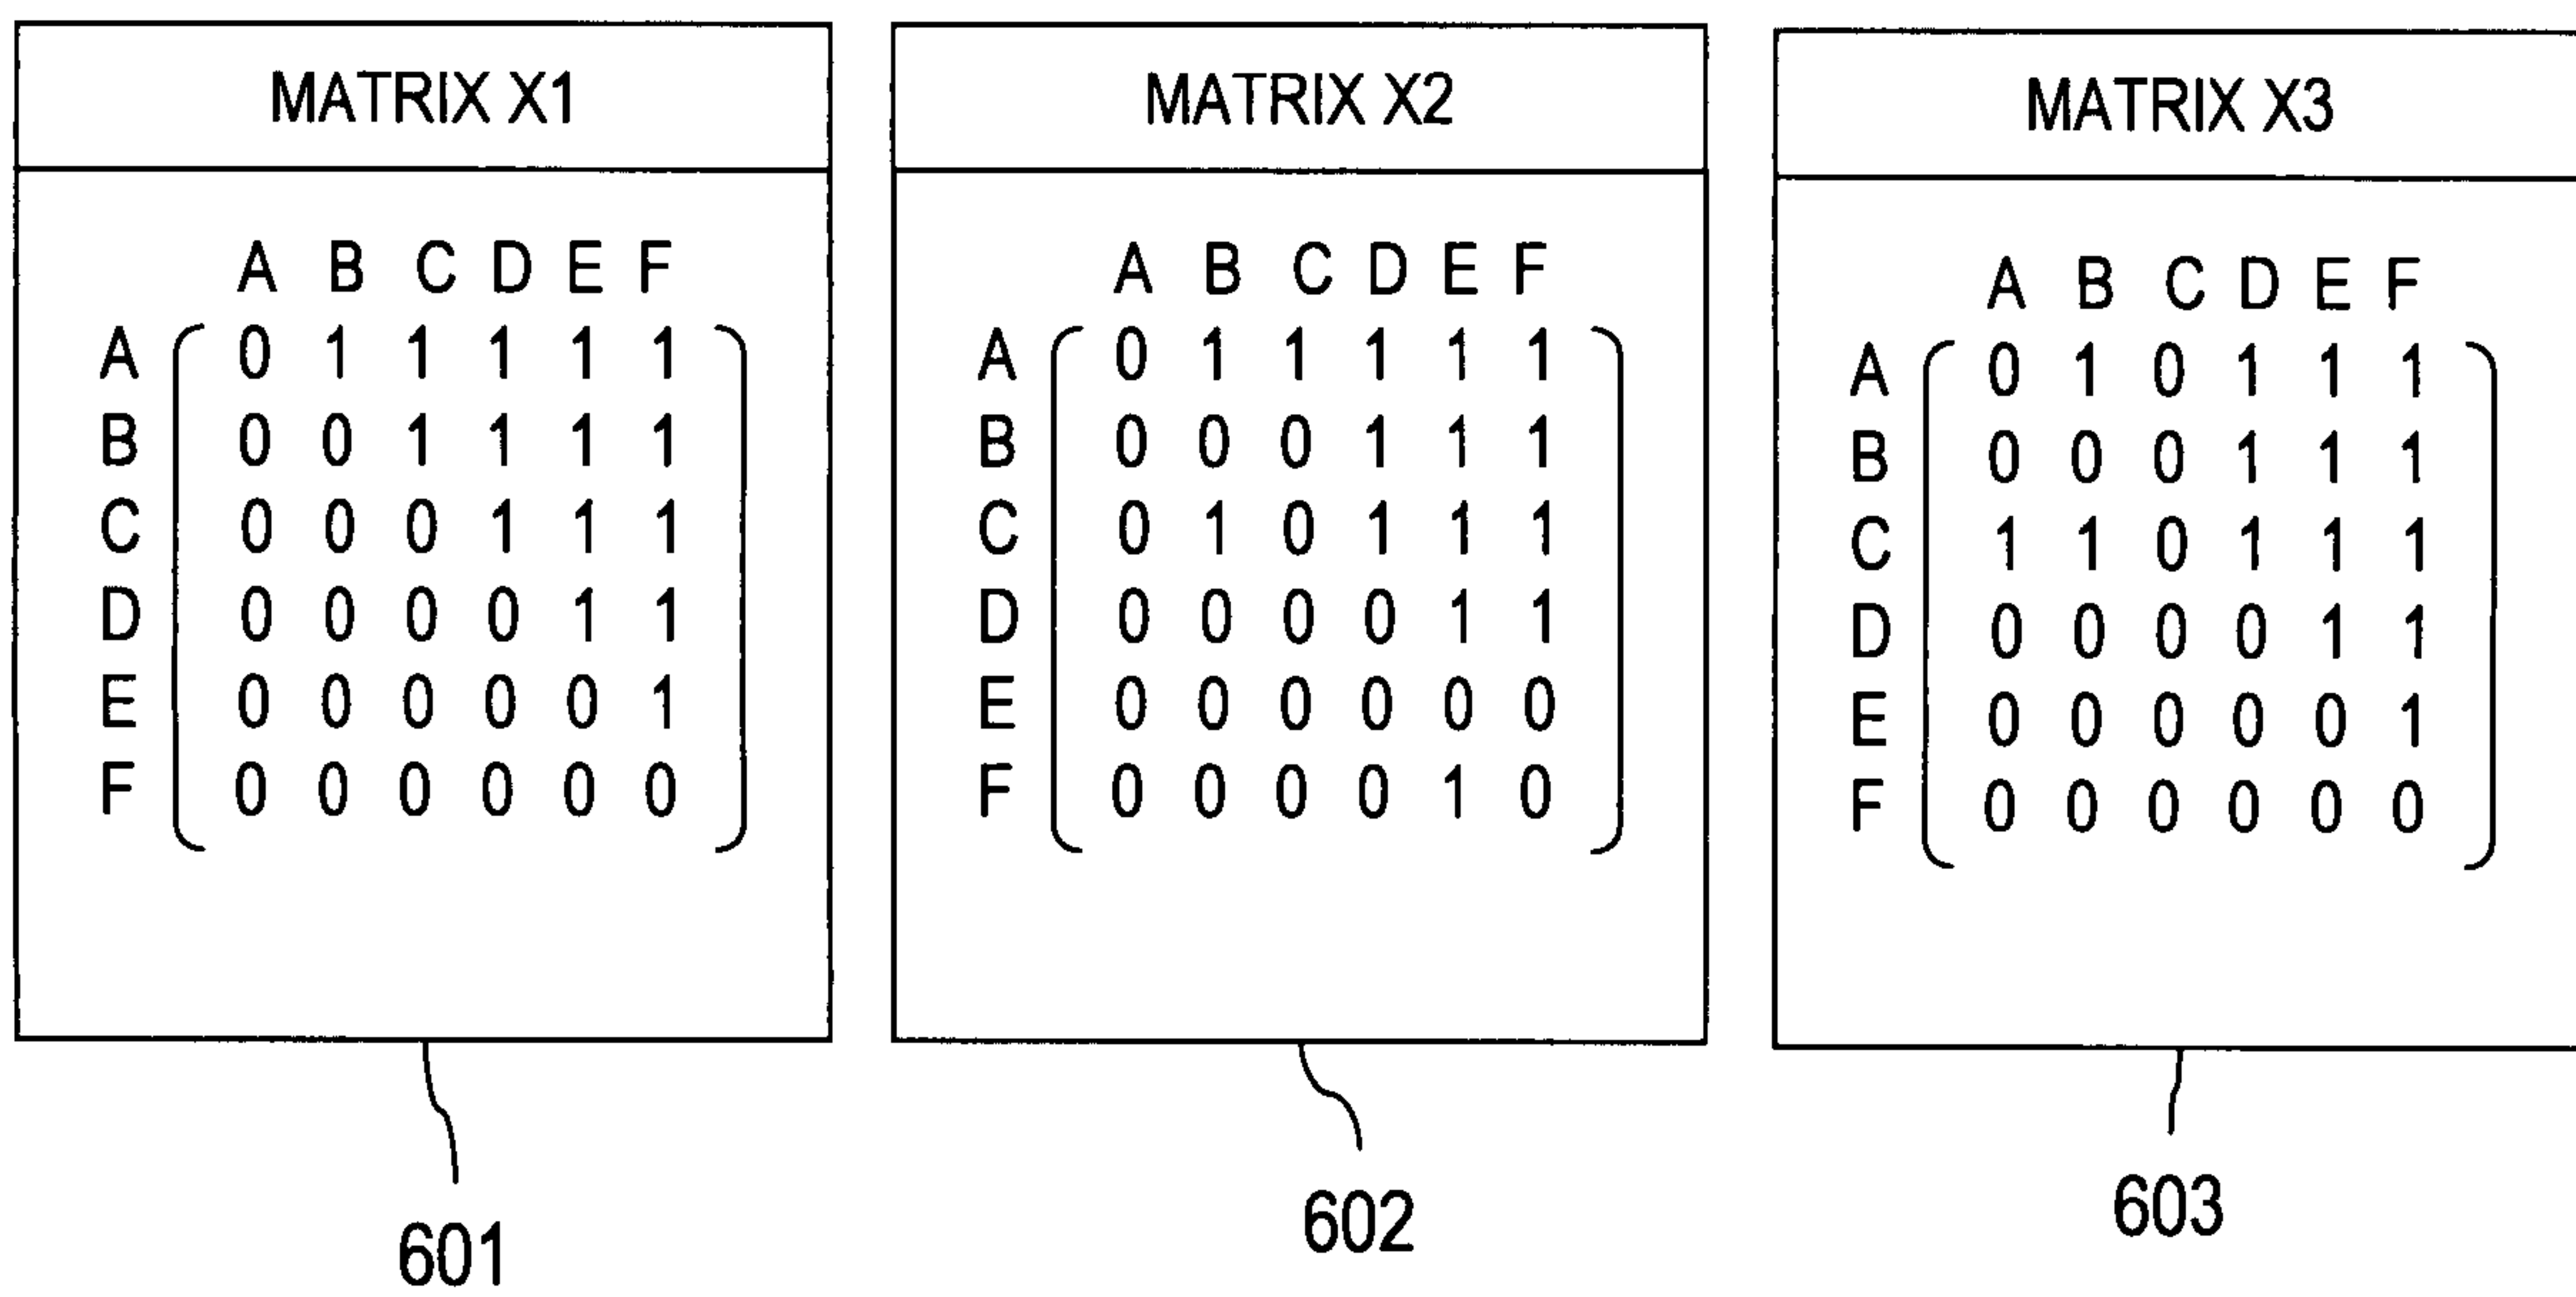 MATRIX X1
A B C D E F
A 0 1 1 1 1 1
B 0 0 1 1 1 1
C 0 0 0 1 1 1
D 0 0 0 0 1 1
E 0 0 0 0 0 1
F 0 0 0 0 0 0
601
MATRIX X2
A B C D E F
A 0 1 1 1 1 1
B 0 0 0 1 1 1
C 0 1 0 1 1 1
D 0 0 0 0 1 1
E 0 0 0 0 0 0
F 0 0 0 0 1 0
602
MATRIX X3
A B C D E F
A 0 1 0 1 1 1
B 0 0 0 1 1 1
C 1 1 0 1 1 1
D 0 0 0 0 1 1
E 0 0 0 0 0 1
F 0 0 0 0 0 0
603